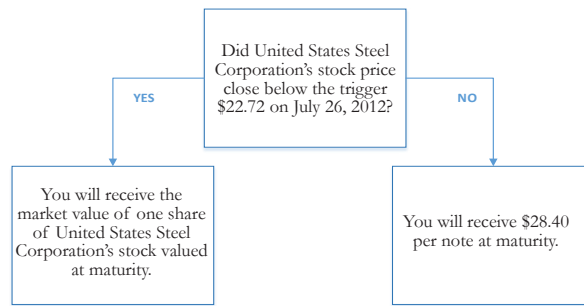 Did United States Steel
Corporation’s stock price
close below the trigger
$22.72 on July 26, 2012?
YES
NO
You will receive the
market value of one share
of United States Steel
Corporation’s stock valued
at maturity.
You will receive $28.40
per note at maturity.